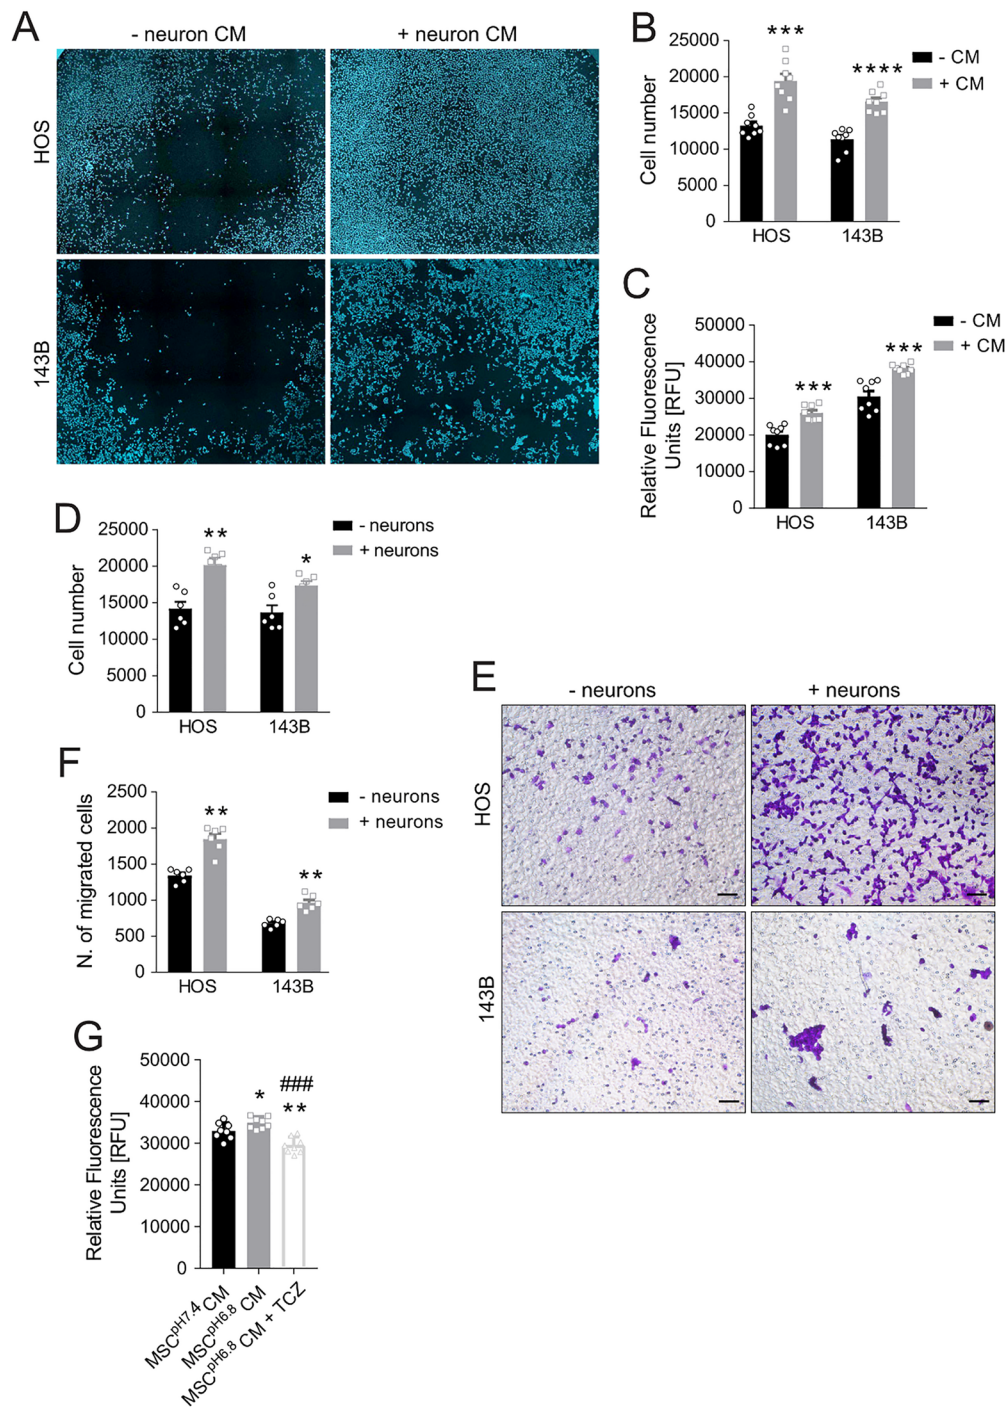 A
- neuron CM
+ neuron CM
HOS
143B
B
Cell number
25000
20000
15000
10000
5000
0
***
****
HOS
143B
- CM
+ CM
C
Relative Fluorescence
Units [RFU]
50000
40000
30000
20000
10000
0
***
***
HOS
143B
- CM
+ CM
D
Cell number
25000
20000
15000
10000
5000
0
**
*
HOS
143B
- neurons
+ neurons
E
- neurons
+ neurons
HOS
143B
F
N. of migrated cells
2500
2000
1500
1000
500
0
**
**
HOS
143B
- neurons
+ neurons
G
Relative Fluorescence
Units [RFU]
50000
40000
30000
20000
10000
0
*
###
**
MSC^pH7.4 CM
MSC^pH6.8 CM
MSC^pH6.8 CM + TCZ